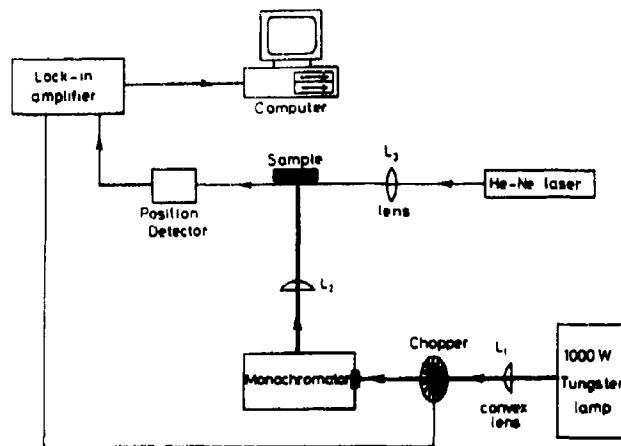 Lock-in
amplifier
Computer
Sample
L3
lens
He-Ne laser
Position
Detector
L2
Chopper
L1
convex
lens
1000 W
Tungsten
lamp
Monochromator